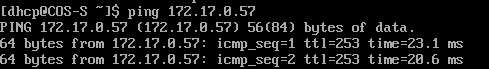 [dhcp@COS-S ~]$ ping 172.17.0.57
PING 172.17.0.57 (172.17.0.57) 56(84) bytes of data.
64 bytes from 172.17.0.57: icmp_seq=1 ttl=253 time=23.1 ms
64 bytes from 172.17.0.57: icmp_seq=2 ttl=253 time=20.6 ms